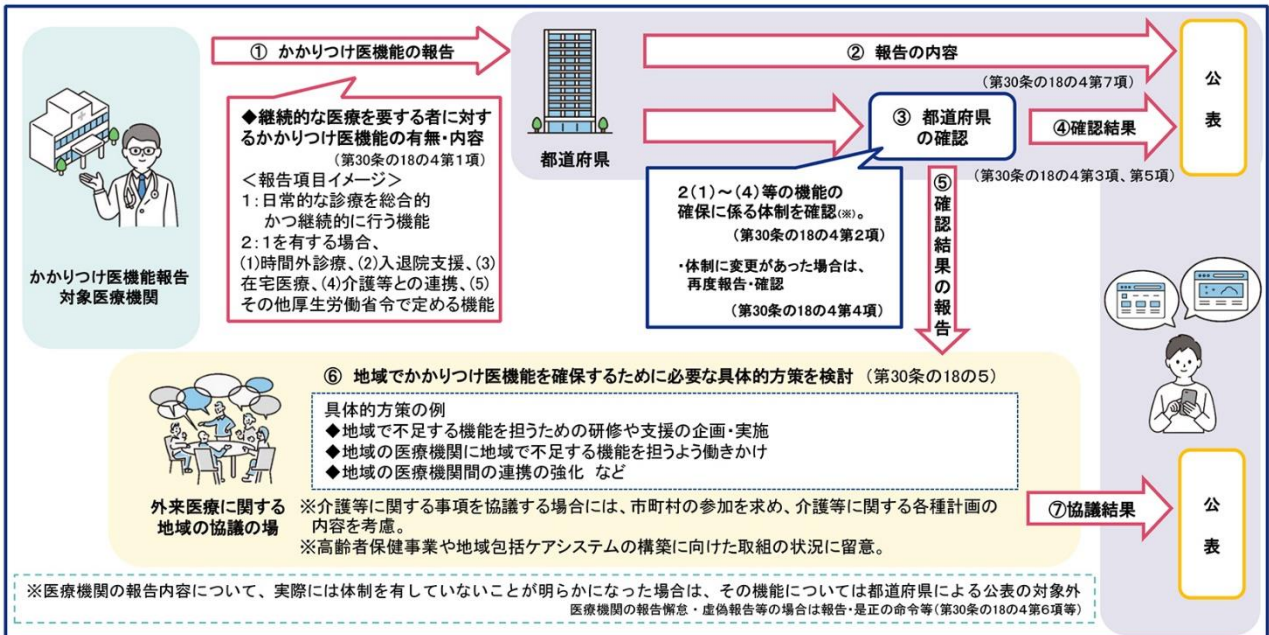 ① かかりつけ医機能の報告
② 報告の内容
(第30条の18の4第7項)
公表
◆継続的な医療を要する者に対す
るかかりつけ医機能の有無・内容
(第30条の18の4第1項)
＜報告項目イメージ＞
1：日常的な診療を総合的
かつ継続的に行う機能
2：1を有する場合、
(1)時間外診療、(2)入退院支援、(3)
在宅医療、(4)介護等との連携、(5)
その他厚生労働省令で定める機能
かかりつけ医機能報告
対象医療機関
都道府県
③ 都道府県
の確認
④確認結果
(第30条の18の4第3項、第5項)
2(1)～(4)等の機能の
確保に係る体制を確認(※)。
(第30条の18の4第2項)
・体制に変更があった場合は、
再度報告・確認
(第30条の18の4第4項)
⑤確認結果の報告
⑥ 地域でかかりつけ医機能を確保するために必要な具体的方策を検討 (第30条の18の5)
具体的方策の例
◆地域で不足する機能を担うための研修や支援の企画・実施
◆地域の医療機関に地域で不足する機能を担うよう働きかけ
◆地域の医療機関間の連携の強化 など
外来医療に関する
地域の協議の場
※介護等に関する事項を協議する場合には、市町村の参加を求め、介護等に関する各種計画の
内容を考慮。
※高齢者保健事業や地域包括ケアシステムの構築に向けた取組の状況に留意。
⑦協議結果
公表
※医療機関の報告内容について、実際には体制を有していないことが明らかになった場合は、その機能については都道府県による公表の対象外
医療機関の報告懈怠・虚偽報告等の場合は報告・是正の命令等(第30条の18の4第6項等)